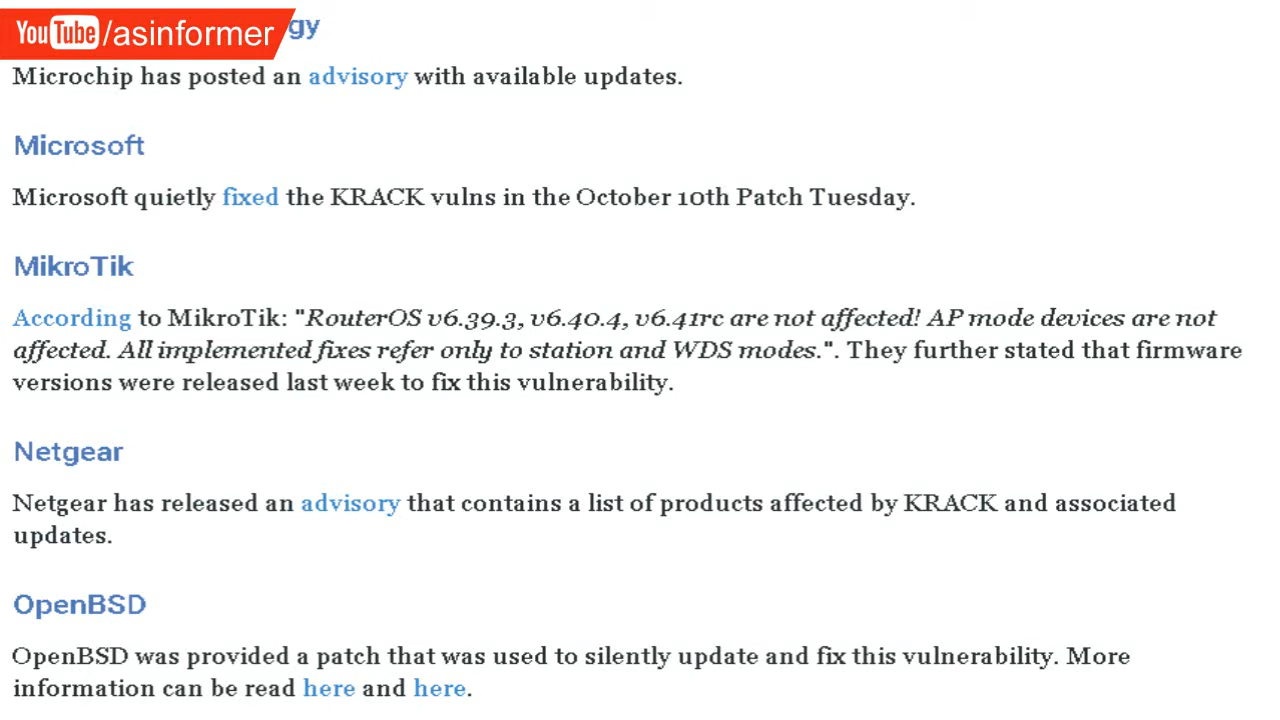 YouTube/asinformer
gy
Microchip has posted an advisory with available updates.
Microsoft
Microsoft quietly fixed the KRACK vulns in the October 10th Patch Tuesday.
MikroTik
According to MikroTik: "RouterOS v6.39.3, v6.40.4, v6.41rc are not affected! AP mode devices are not
affected. All implemented fixes refer only to station and WDS modes.". They further stated that firmware
versions were released last week to fix this vulnerability.
Netgear
Netgear has released an advisory that contains a list of products affected by KRACK and associated
updates.
OpenBSD
OpenBSD was provided a patch that was used to silently update and fix this vulnerability. More
information can be read here and here.